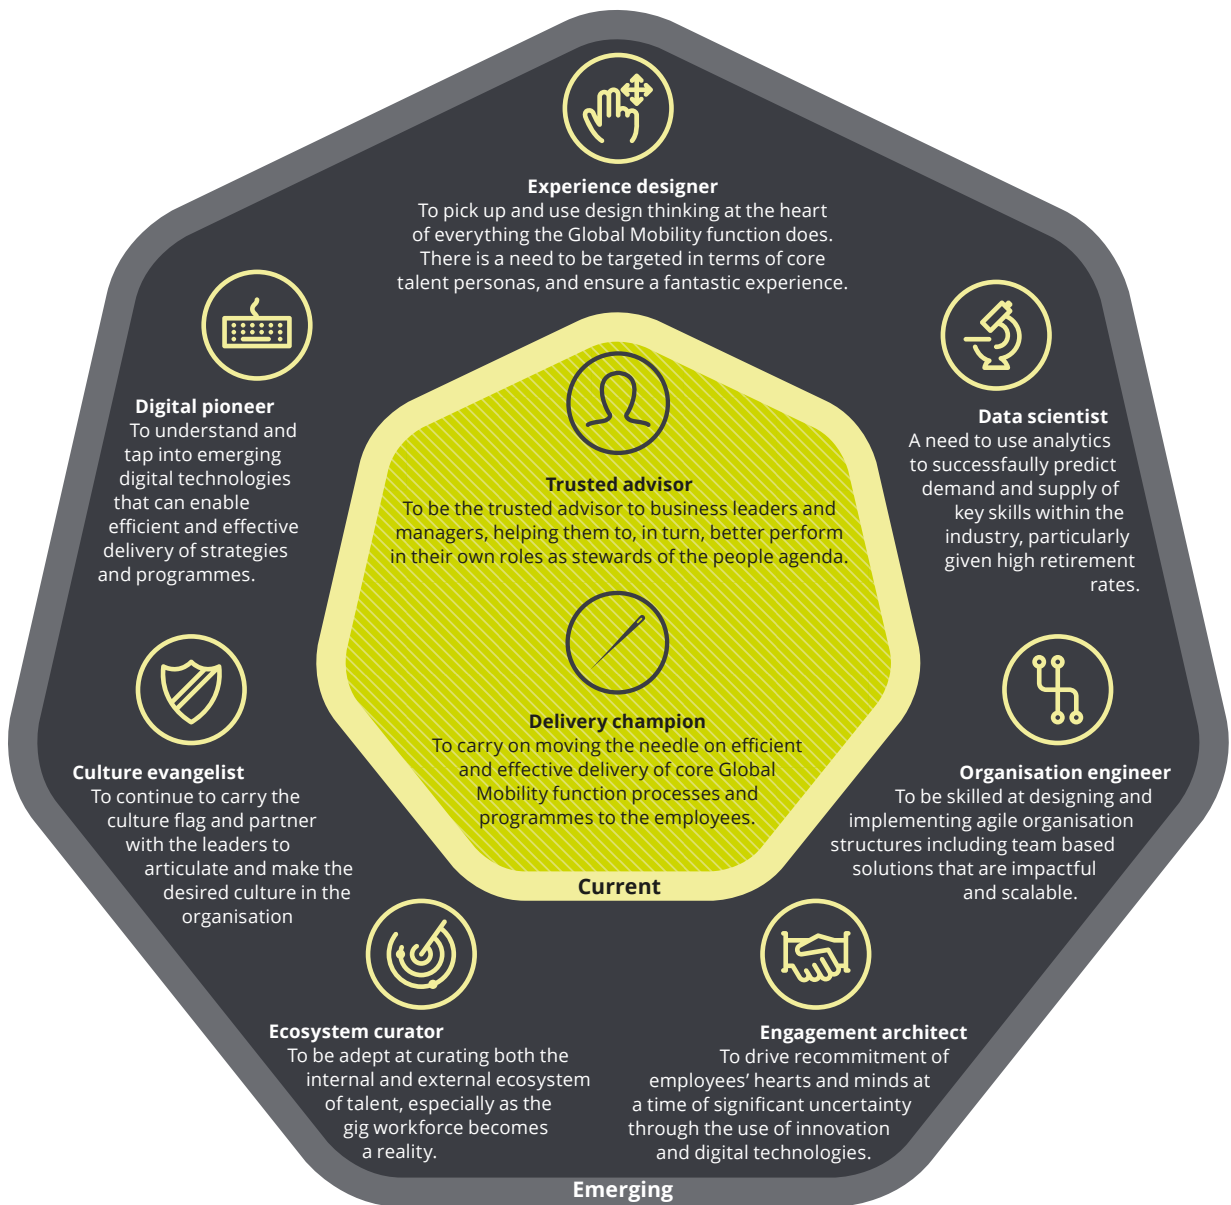 Experience designer
To pick up and use design thinking at the heart
of everything the Global Mobility function does.
There is a need to be targeted in terms of core
talent personas, and ensure a fantastic experience.
Digital pioneer
To understand and
tap into emerging
digital technologies
that can enable
efficient and effective
delivery of strategies
and programmes.
Data scientist
A need to use analytics
to successfaully predict
demand and supply of
key skills within the
industry, particularly
given high retirement
rates.
Trusted advisor
To be the trusted advisor to business leaders and
managers, helping them to, in turn, better perform
in their own roles as stewards of the people agenda.
Delivery champion
To carry on moving the needle on efficient
and effective delivery of core Global
Mobility function processes and
programmes to the employees.
Current
Culture evangelist
To continue to carry the
culture flag and partner
with the leaders to
articulate and make the
desired culture in the
organisation
Organisation engineer
To be skilled at designing and
implementing agile organisation
structures including team based
solutions that are impactful
and scalable.
Ecosystem curator
To be adept at curating both the
internal and external ecosystem
of talent, especially as the
gig workforce becomes
a reality.
Engagement architect
To drive recommitment of
employees’ hearts and minds at
a time of significant uncertainty
through the use of innovation
and digital technologies.
Emerging